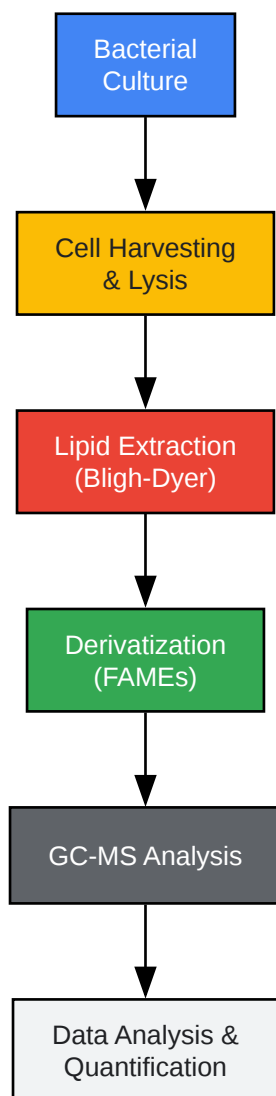 Bacterial
Culture
Cell Harvesting
& Lysis
Lipid Extraction
(Bligh-Dyer)
Derivatization
(FAMEs)
GC-MS Analysis
Data Analysis &
Quantification